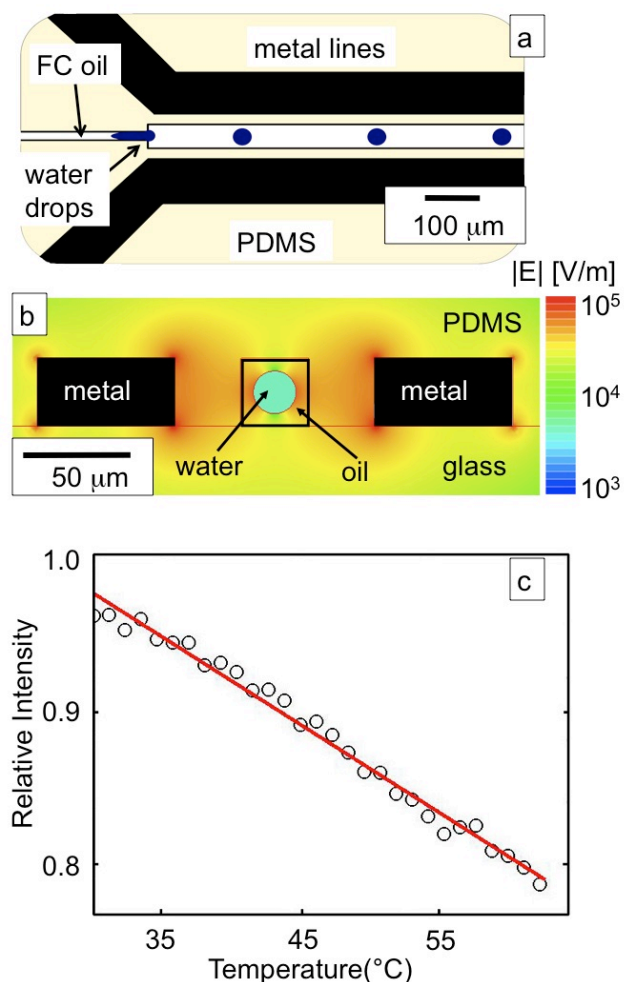 a
metal lines
FC oil
water
drops
100 μm
PDMS
|E| [V/m]
b
PDMS
10⁵
metal
metal
10⁴
water
oil
glass
50 μm
10³
1.0
c
0.9
Relative Intensity
0.8
35
45
55
Temperature(°C)